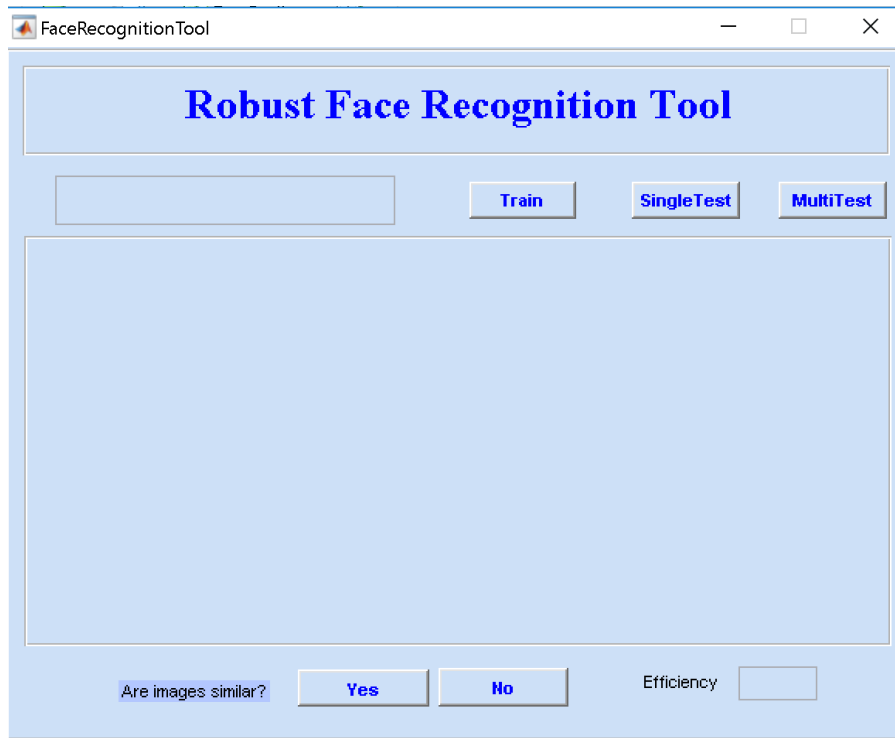 FaceRecognitionTool
Robust Face Recognition Tool
Train SingleTest MultiTest
Are images similar? Yes No Efficiency